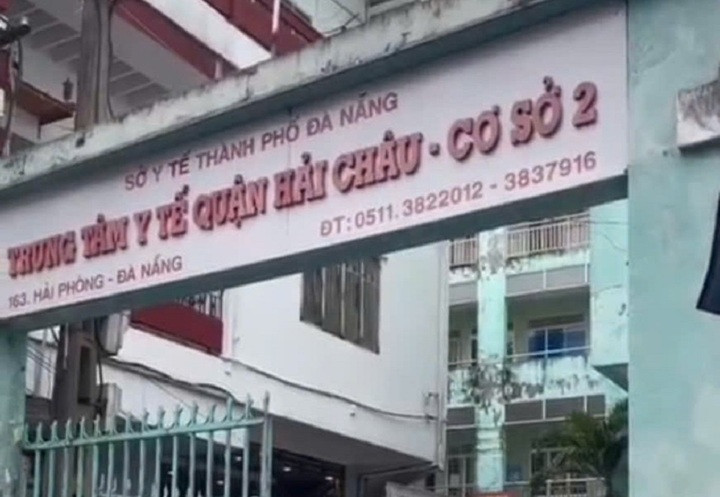 SỞ Y TẾ THÀNH PHỐ ĐÀ NẴNG
TRUNG TÂM Y TẾ QUẬN HẢI CHÂU - CƠ SỞ 2
163. HẢI PHÒNG - ĐÀ NẴNG
ĐT: 0511. 3822012 - 3837916